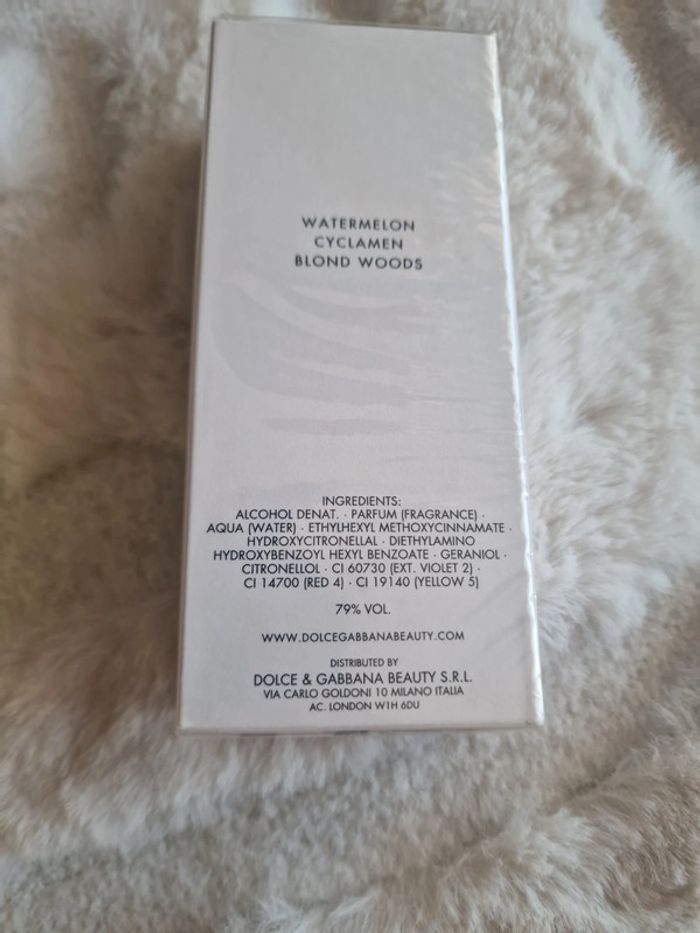 WATERMELON
CYCLAMEN
BLOND WOODS
INGREDIENTS:
ALCOHOL DENAT. · PARFUM (FRAGRANCE) ·
AQUA (WATER) · ETHYLHEXYL METHOXYCINNAMATE ·
HYDROXYCITRONELLAL · DIETHYLAMINO
HYDROXYBENZOYL HEXYL BENZOATE · GERANIOL ·
CITRONELLOL · CI 60730 (EXT. VIOLET 2) ·
CI 14700 (RED 4) · CI 19140 (YELLOW 5)
79% VOL.
WWW.DOLCEGABBANABEAUTY.COM
DISTRIBUTED BY
DOLCE & GABBANA BEAUTY S.R.L.
VIA CARLO GOLDONI 10 MILANO ITALIA
AC. LONDON W1H 6DU